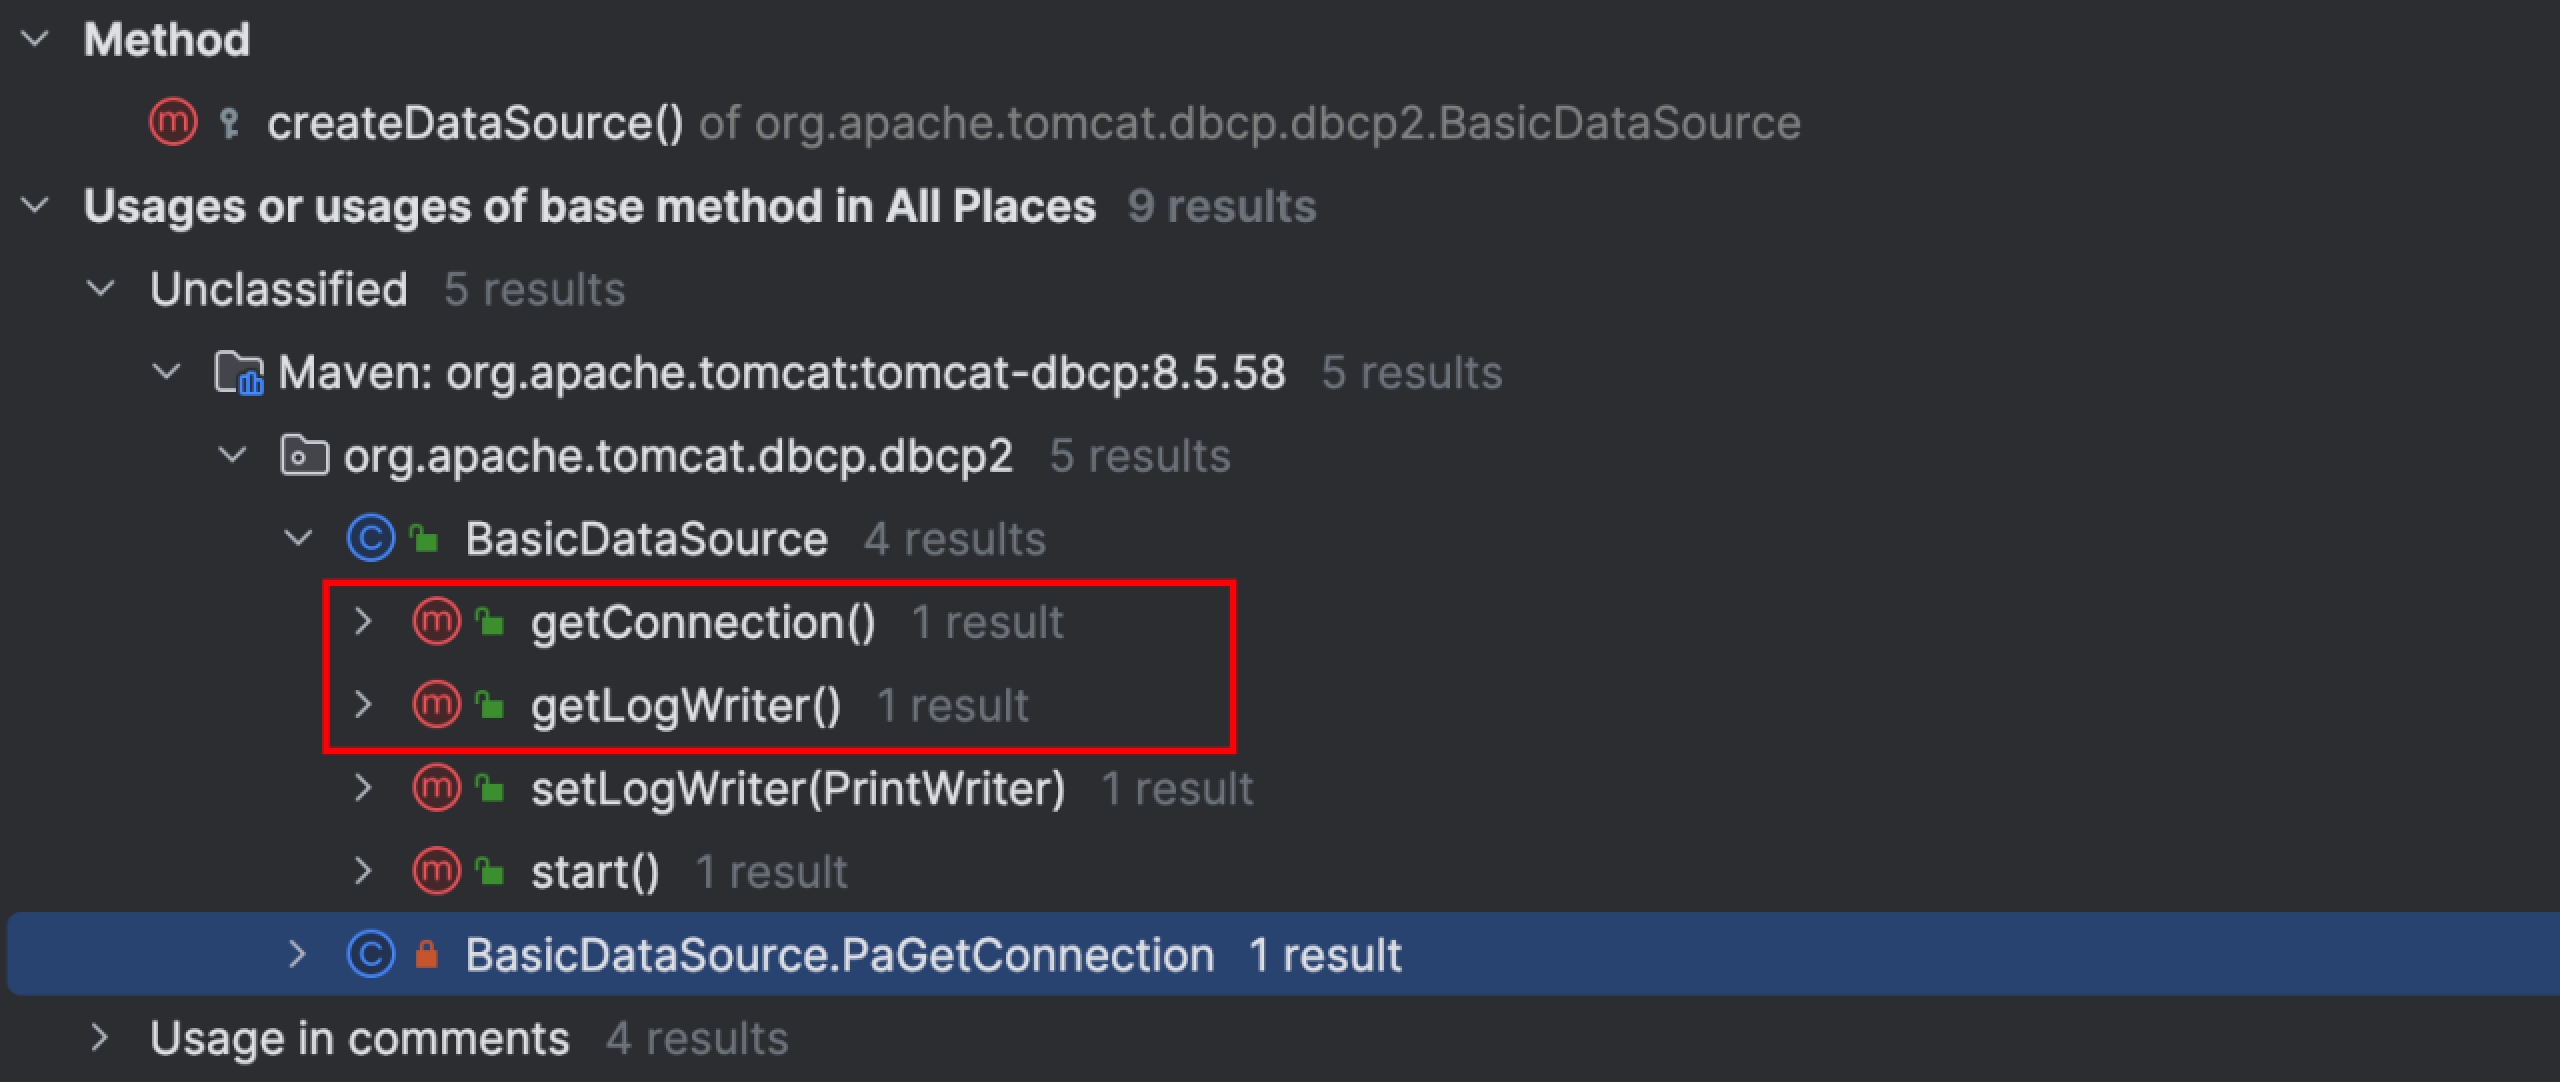 Method
createDataSource() of org.apache.tomcat.dbcp.dbcp2.BasicDataSource
Usages or usages of base method in All Places 9 results
Unclassified 5 results
Maven: org.apache.tomcat:tomcat-dbcp:8.5.58 5 results
org.apache.tomcat.dbcp.dbcp2 5 results
BasicDataSource 4 results
getConnection() 1 result
getLogWriter() 1 result
setLogWriter(PrintWriter) 1 result
start() 1 result
BasicDataSource.PaGetConnection 1 result
Usage in comments 4 results